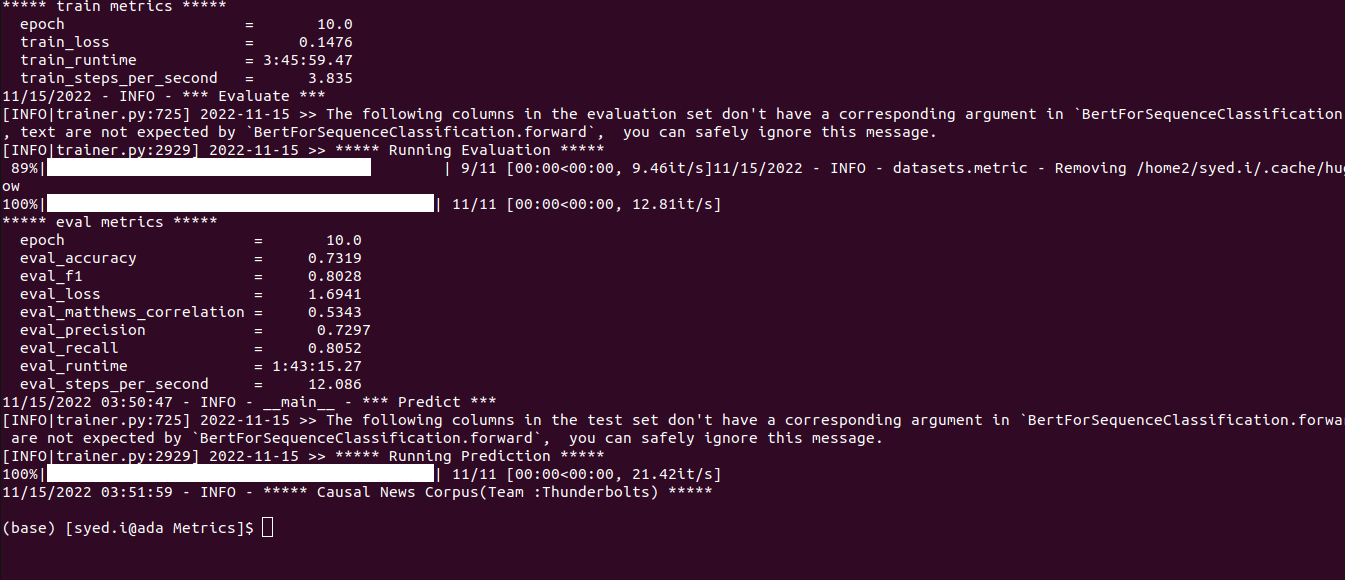 ***** train metrics *****
  epoch                    =       10.0
  train_loss               =     0.1476
  train_runtime            = 3:45:59.47
  train_steps_per_second   =      3.835
11/15/2022 - INFO - *** Evaluate ***
[INFO|trainer.py:725] 2022-11-15 >> The following columns in the evaluation set don't have a corresponding argument in `BertForSequenceClassification
, text are not expected by `BertForSequenceClassification.forward`,  you can safely ignore this message.
[INFO|trainer.py:2929] 2022-11-15 >> ***** Running Evaluation *****
 89%|                                            | 9/11 [00:00<00:00, 9.46it/s]11/15/2022 - INFO - datasets.metric - Removing /home2/syed.i/.cache/hug
ow
100%|                                           | 11/11 [00:00<00:00, 12.81it/s]
***** eval metrics *****
  epoch                     =       10.0
  eval_accuracy             =     0.7319
  eval_f1                   =     0.8028
  eval_loss                 =     1.6941
  eval_matthews_correlation =     0.5343
  eval_precision            =      0.7297
  eval_recall               =     0.8052
  eval_runtime              = 1:43:15.27
  eval_steps_per_second     =     12.086
11/15/2022 03:50:47 - INFO - __main__ - *** Predict ***
[INFO|trainer.py:725] 2022-11-15 >> The following columns in the test set don't have a corresponding argument in `BertForSequenceClassification.forwa
 are not expected by `BertForSequenceClassification.forward`,  you can safely ignore this message.
[INFO|trainer.py:2929] 2022-11-15 >> ***** Running Prediction *****
100%|                                           | 11/11 [00:00<00:00, 21.42it/s]
11/15/2022 03:51:59 - INFO - ***** Causal News Corpus(Team :Thunderbolts) *****
(base) [syed.i@ada Metrics]$